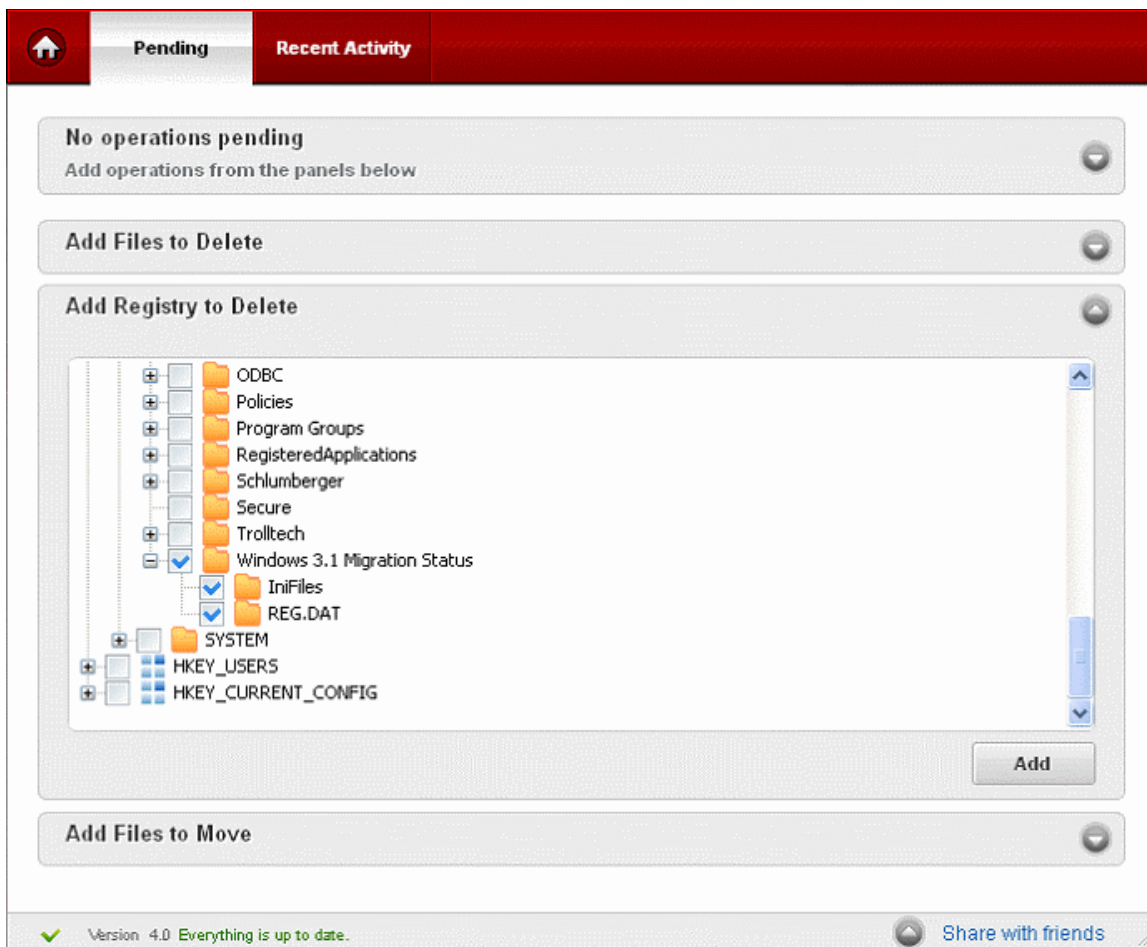 Pending
Recent Activity
No operations pending
Add operations from the panels below
Add Files to Delete
Add Registry to Delete
ODBC
Policies
Program Groups
RegisteredApplications
Schlumberger
Secure
Trolltech
Windows 3.1 Migration Status
IniFiles
REG.DAT
SYSTEM
HKEY_USERS
HKEY_CURRENT_CONFIG
Add
Add Files to Move
Version 4.0 Everything is up to date.
Share with friends